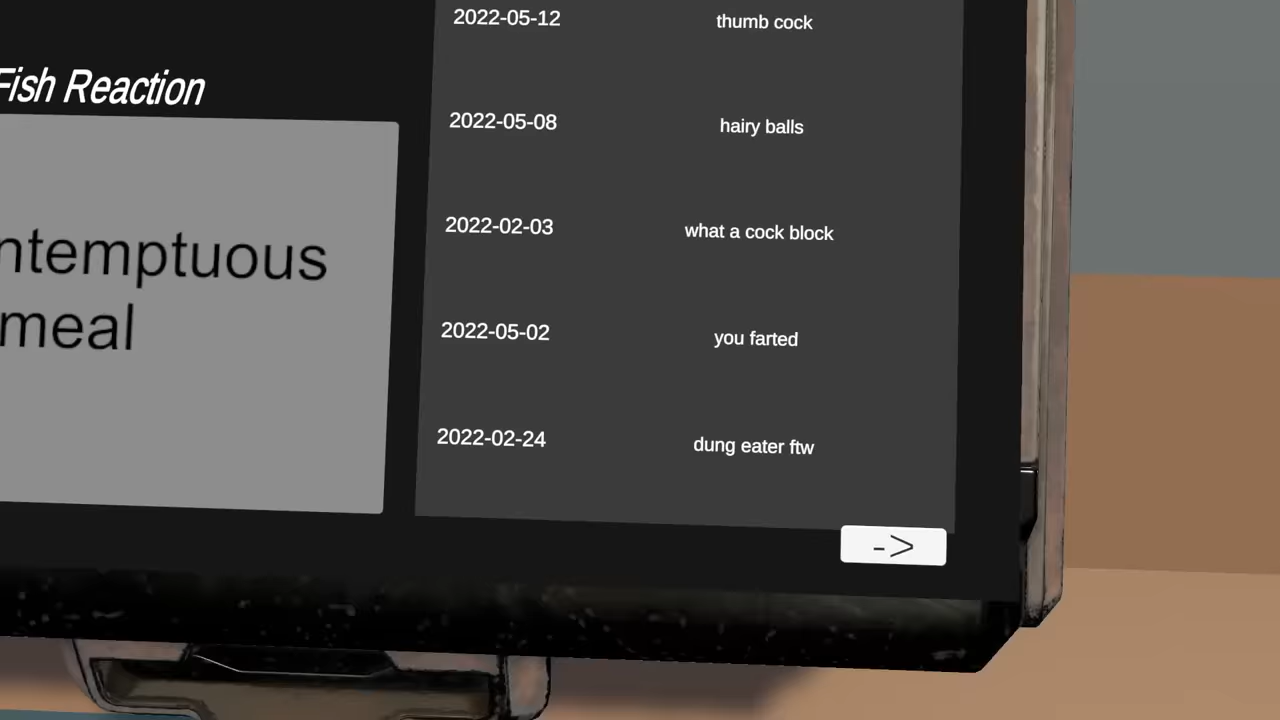 Fish Reaction
ntemptuous
meal
2022-05-12 thumb cock
2022-05-08 hairy balls
2022-02-03 what a cock block
2022-05-02 you farted
2022-02-24 dung eater ftw
->